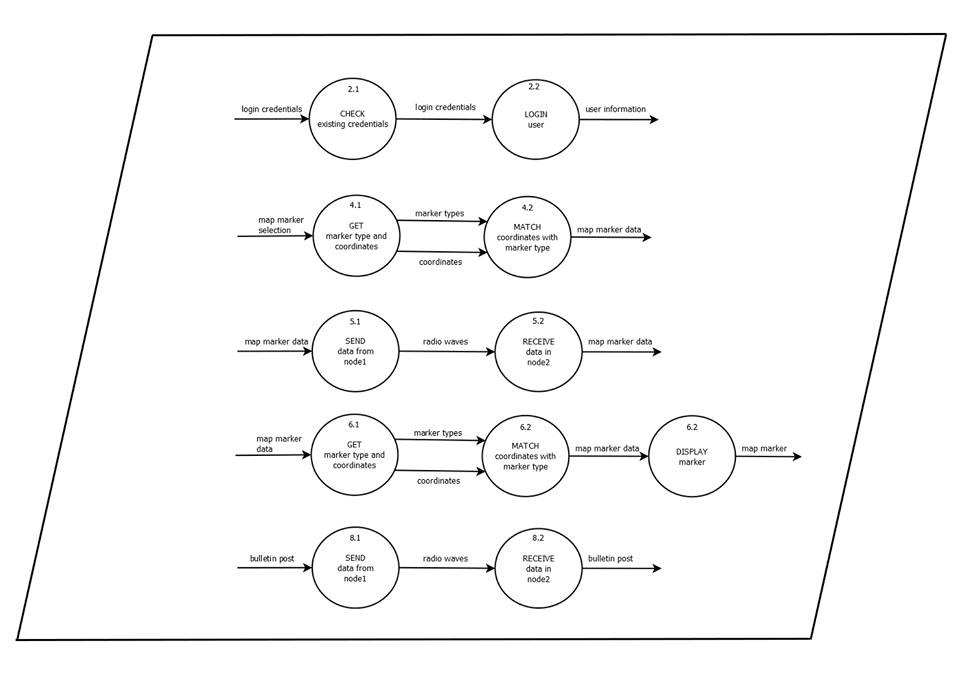 2.1
login credentials
CHECK
existing credentials
login credentials
2.2
LOGIN
user
user information
map marker
selection
4.1
GET
marker type and
coordinates
marker types
coordinates
4.2
MATCH
coordinates with
marker type
map marker data
map marker data
5.1
SEND
data from
node1
radio waves
5.2
RECEIVE
data in
node2
map marker data
map marker
data
6.1
GET
marker type and
coordinates
marker types
coordinates
6.2
MATCH
coordinates with
marker type
map marker data
6.2
DISPLAY
marker
map marker
bulletin post
8.1
SEND
data from
node1
radio waves
8.2
RECEIVE
data in
node2
bulletin post